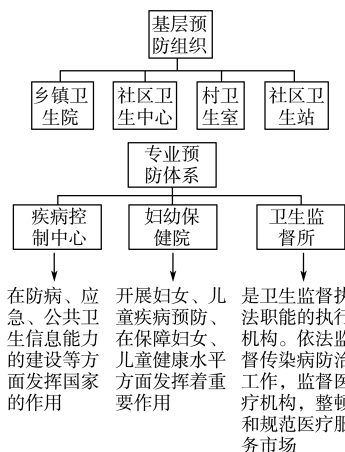 基层预
防组织
乡镇卫
生院
社区卫
生中心
村卫
生室
社区卫
生站
专业预
防体系
疾病控
制中心
妇幼保
健院
卫生监
督所
在防病、应
急、公共卫
生信息能力
的建设等方
面发挥国家
的作用
开展妇女、儿
童疾病预防、
在保障妇女、
儿童健康水平
方面发挥着重
要作用
是卫生监督执
法职能的执行
机构。依法监
督传染病防治
工作，监督医
疗机构，整顿
和规范医疗服
务市场